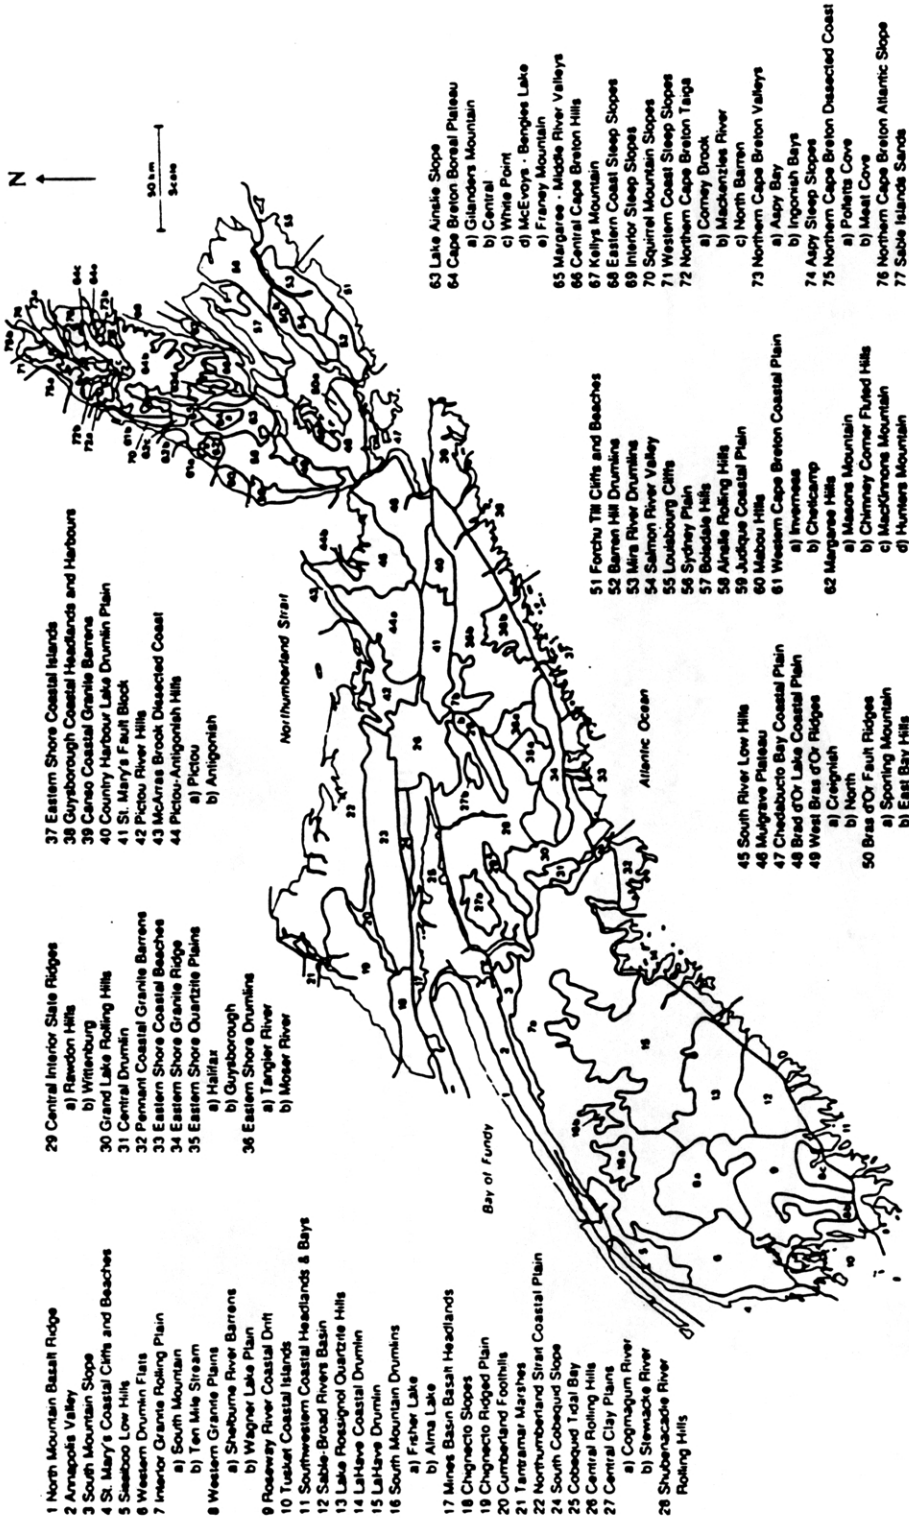 N
50 km
Scale
1 North Mountain Basalt Ridge
2 Annapolis Valley
3 South Mountain Slope
4 St. Mary's Coastal Cliffs and Beaches
5 Sissiboo Low Hills
6 Western Drumlin Flats
7 Interior Granite Rolling Plain
a) South Mountain
b) Ten Mile Stream
8 Western Granite Plains
a) Shelburne River Barrens
b) Wagner Lake Plain
9 Roseway River Coastal Drift
10 Tusket Coastal Islands
11 Southwestern Coastal Headlands & Bays
12 Sable-Broad Rivers Basin
13 Lake Rossignol Quartzite Hills
14 LaHave Coastal Drumlin
15 LaHave Drumlin
16 South Mountain Drumlins
a) Fisher Lake
b) Alma Lake
17 Mines Basin Basalt Headlands
18 Chignecto Slopes
19 Chignecto Ridged Plain
20 Cumberland Foothills
21 Tantramar Marshes
22 Northumberland Strait Coastal Plain
24 South Cobequid Slope
25 Cobequid Tidal Bay
26 Central Rolling Hills
27 Central Clay Plains
a) Cogmagum River
b) Stewiacke River
28 Shubenacadie River
Rolling Hills
29 Central Interior Slate Ridges
a) Rawdon Hills
b) Wittenburg
30 Grand Lake Rolling Hills
31 Central Drumlin
32 Pennant Coastal Granite Barrens
33 Eastern Shore Coastal Beaches
34 Eastern Shore Granite Ridge
35 Eastern Shore Quartzite Plains
a) Halifax
b) Guysborough
36 Eastern Shore Drumlins
a) Tangier River
b) Moser River
37 Eastern Shore Coastal Islands
38 Guysborough Coastal Headlands and Harbours
39 Canso Coastal Granite Barrens
40 Country Harbour Lake Drumlin Plain
41 St. Mary's Fault Block
42 Pictou River Hills
43 McArras Brook Dissected Coast
44 Pictou-Antigonish Hills
a) Pictou
b) Antigonish
45 South River Low Hills
46 Mulgrave Plateau
47 Chedabucto Bay Coastal Plain
48 Brad d'Or Lake Coastal Plain
49 West Bras d'Or Ridges
a) Creignish
b) North
50 Bras d'Or Fault Ridges
a) Sporting Mountain
b) East Bay Hills
51 Forchu Till Cliffs and Beaches
52 Barren Hill Drumlins
53 Mira River Drumlins
54 Salmon River Valley
55 Louisbourg Cliffs
56 Sydney Plain
57 Boisdale Hills
58 Ainslie Rolling Hills
59 Judique Coastal Plain
60 Mabou Hills
61 Western Cape Breton Coastal Plain
a) Inverness
b) Cheticamp
62 Margaree Hills
a) Masons Mountain
b) Chimney Corner Fluted Hills
c) MacKinnons Mountain
d) Hunters Mountain
63 Lake Ainslie Slope
64 Cape Breton Boreal Plateau
a) Gilanders Mountain
b) Central
c) White Point
d) McEvoys - Bengies Lake
e) Franey Mountain
65 Margaree - Middle River Valleys
66 Central Cape Breton Hills
67 Kellys Mountain
68 Eastern Coast Steep Slopes
69 Interior Steep Slopes
70 Squirrel Mountain Slopes
71 Western Coast Steep Slopes
72 Northern Cape Breton Taiga
a) Corney Brook
b) Mackenzies River
c) North Barren
73 Northern Cape Breton Valleys
a) Aspy Bay
b) Ingonish Bays
74 Aspy Steep Slopes
75 Northern Cape Breton Dissected Coast
a) Polletts Cove
b) Meat Cove
76 Northern Cape Breton Atlantic Slope
77 Sable Islands Sands
Northumberland Strait
Bay of Fundy
Atlantic Ocean